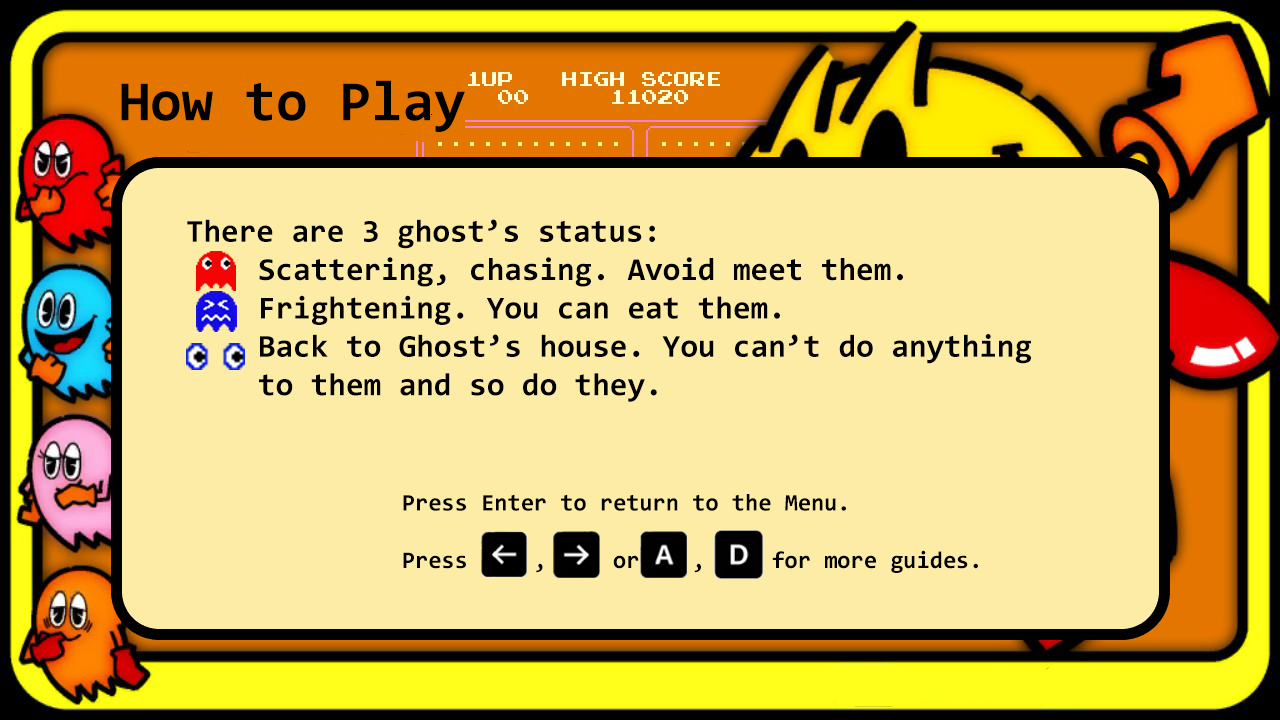 1UP HIGH SCORE
00 11020
How to Play
There are 3 ghost’s status:
Scattering, chasing. Avoid meet them.
Frightening. You can eat them.
Back to Ghost’s house. You can’t do anything
to them and so do they.
Press Enter to return to the Menu.
Press ← , → or A , D for more guides.